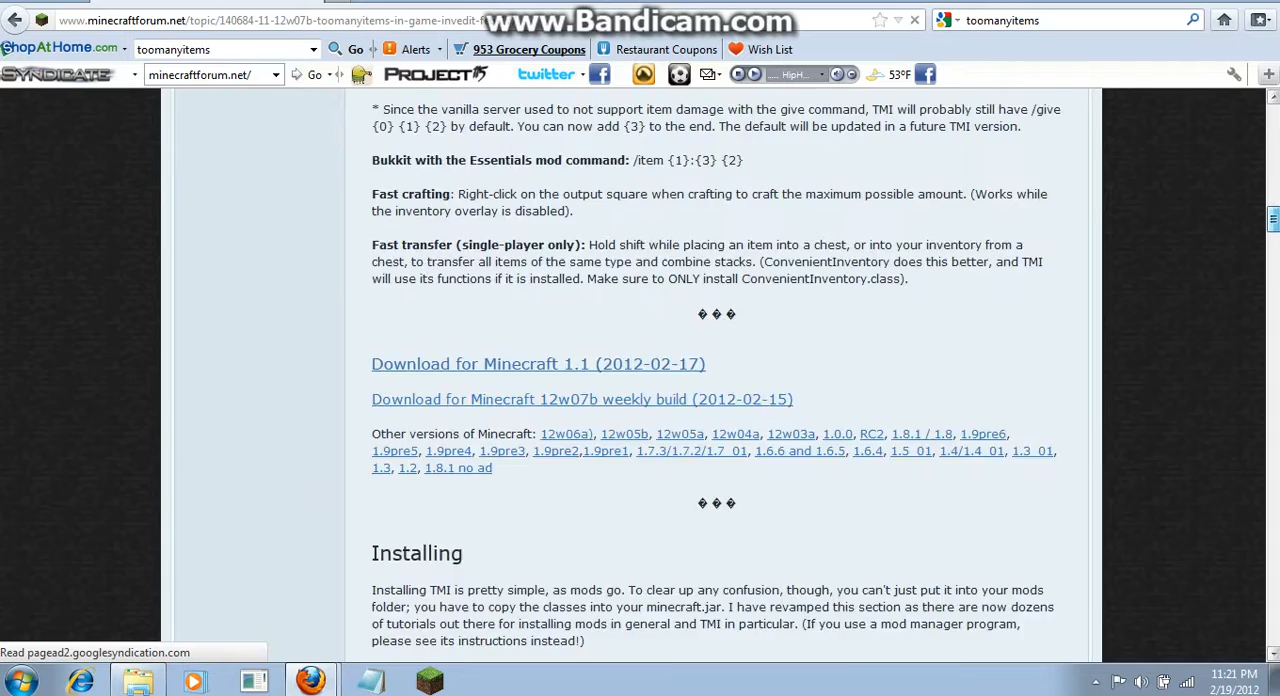 www.Bandicam.com
www.minecraftforum.net/topic/140684-11-12w07b-toomanyitems-in-game-invedit-f
toomanyitems
ShopAtHome.com toomanyitems Go Alerts 953 Grocery Coupons Restaurant Coupons Wish List
SYNDICATE minecraftforum.net/ Go PROJECT twitter HipH 53°F
* Since the vanilla server used to not support item damage with the give command, TMI will probably still have /give
{0} {1} {2} by default. You can now add {3} to the end. The default will be updated in a future TMI version.
Bukkit with the Essentials mod command: /item {1}:{3} {2}
Fast crafting: Right-click on the output square when crafting to craft the maximum possible amount. (Works while
the inventory overlay is disabled).
Fast transfer (single-player only): Hold shift while placing an item into a chest, or into your inventory from a
chest, to transfer all items of the same type and combine stacks. (ConvenientInventory does this better, and TMI
will use its functions if it is installed. Make sure to ONLY install ConvenientInventory.class).
� � �
Download for Minecraft 1.1 (2012-02-17)
Download for Minecraft 12w07b weekly build (2012-02-15)
Other versions of Minecraft: 12w06a), 12w05b, 12w05a, 12w04a, 12w03a, 1.0.0, RC2, 1.8.1 / 1.8, 1.9pre6,
1.9pre5, 1.9pre4, 1.9pre3, 1.9pre2,1.9pre1, 1.7.3/1.7.2/1.7_01, 1.6.6 and 1.6.5, 1.6.4, 1.5_01, 1.4/1.4_01, 1.3_01,
1.3, 1.2, 1.8.1 no ad
� � �
Installing
Installing TMI is pretty simple, as mods go. To clear up any confusion, though, you can't just put it into your mods
folder; you have to copy the classes into your minecraft.jar. I have revamped this section as there are now dozens
of tutorials out there for installing mods in general and TMI in particular. (If you use a mod manager program,
please see its instructions instead!)
Read pagead2.googlesyndication.com
11:21 PM
2/19/2012